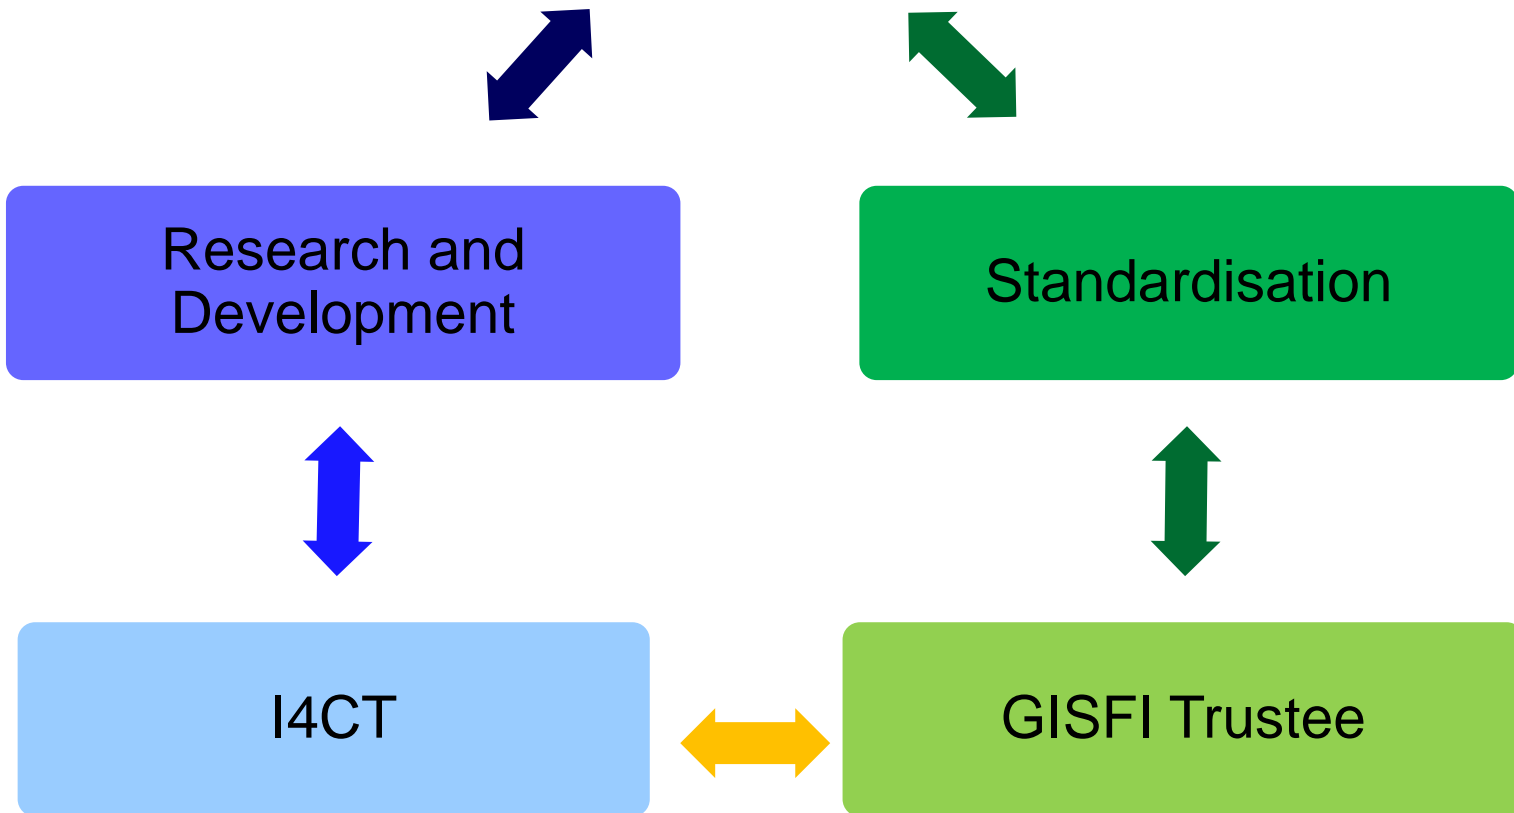 Research and
Development
Standardisation
I4CT
GISFI Trustee